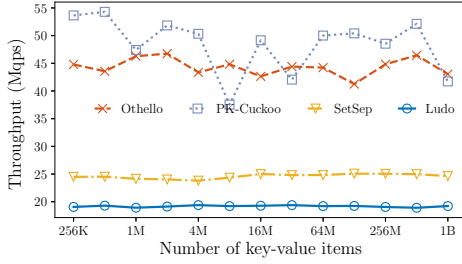 Throughput (Mqps)
55
50
45
40
35
30
25
20
Othello PK-Cuckoo SetSep Ludo
256K 1M 4M 16M 64M 256M 1B
Number of key-value items